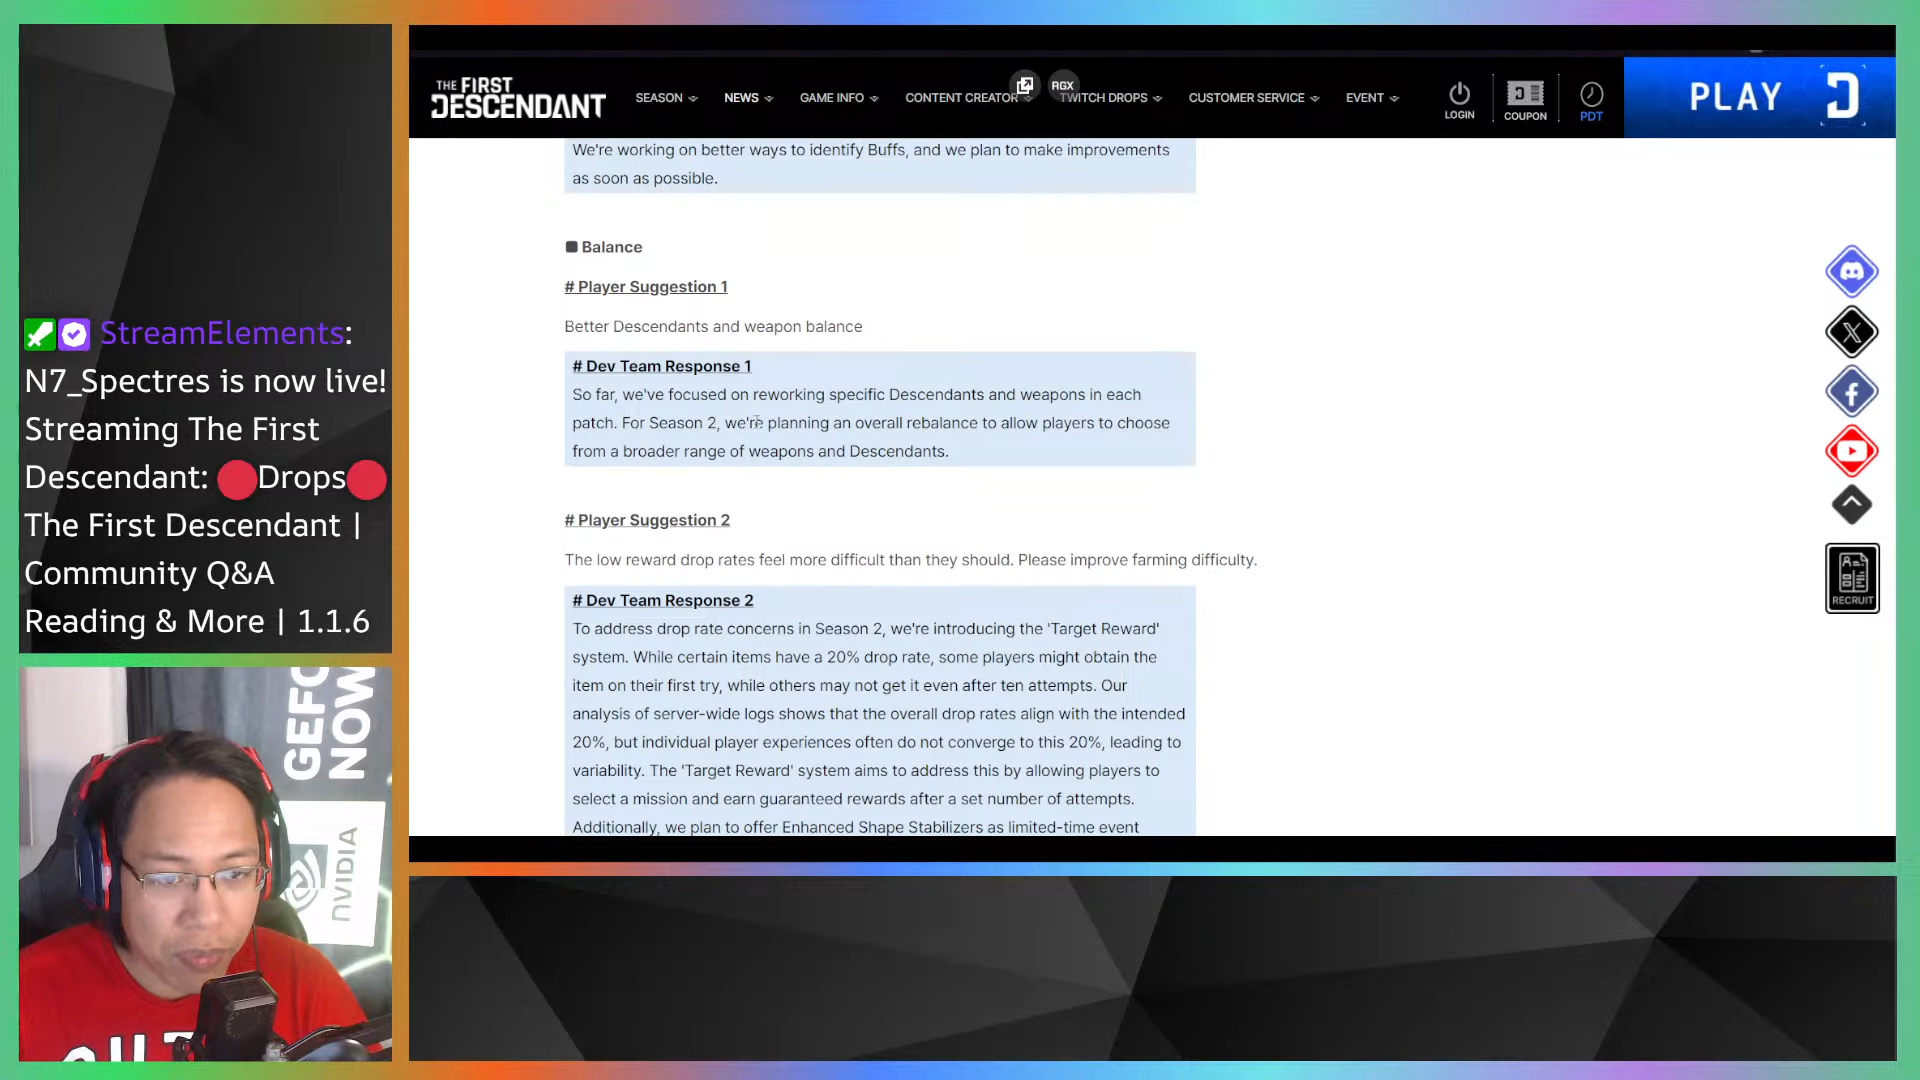 StreamElements:
N7_Spectres is now live!
Streaming The First
Descendant: 🔴Drops🔴
The First Descendant |
Community Q&A
Reading & More | 1.1.6
GEFO
NOW
NVIDIA
THE FIRST
DESCENDANT
SEASON
NEWS
GAME INFO
CONTENT CREATOR
RGX
TWITCH DROPS
CUSTOMER SERVICE
EVENT
LOGIN
COUPON
PDT
PLAY
We're working on better ways to identify Buffs, and we plan to make improvements
as soon as possible.
Balance
# Player Suggestion 1
Better Descendants and weapon balance
# Dev Team Response 1
So far, we've focused on reworking specific Descendants and weapons in each
patch. For Season 2, we're planning an overall rebalance to allow players to choose
from a broader range of weapons and Descendants.
# Player Suggestion 2
The low reward drop rates feel more difficult than they should. Please improve farming difficulty.
# Dev Team Response 2
To address drop rate concerns in Season 2, we're introducing the 'Target Reward'
system. While certain items have a 20% drop rate, some players might obtain the
item on their first try, while others may not get it even after ten attempts. Our
analysis of server-wide logs shows that the overall drop rates align with the intended
20%, but individual player experiences often do not converge to this 20%, leading to
variability. The 'Target Reward' system aims to address this by allowing players to
select a mission and earn guaranteed rewards after a set number of attempts.
Additionally, we plan to offer Enhanced Shape Stabilizers as limited-time event
RECRUIT